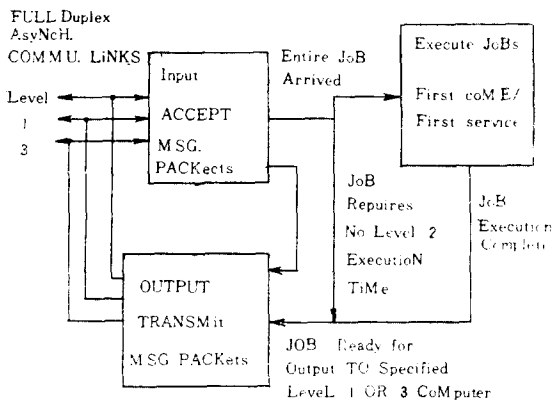 FULL Duplex
AsyNcH.
COMMU. LiNKS
Level
1
3
Input
ACCEPT
MSG.
PACKects
Entire JoB
Arrived
Execute JoBs
First coME/
First service
JoB
Repuires
No Level 2
ExecutioN
TiMe
JoB
Execution
Complete
OUTPUT
TRANSMit
MSG PACKets
JOB Ready for
Output TO Specified
LeveL 1 OR 3 CoMputer